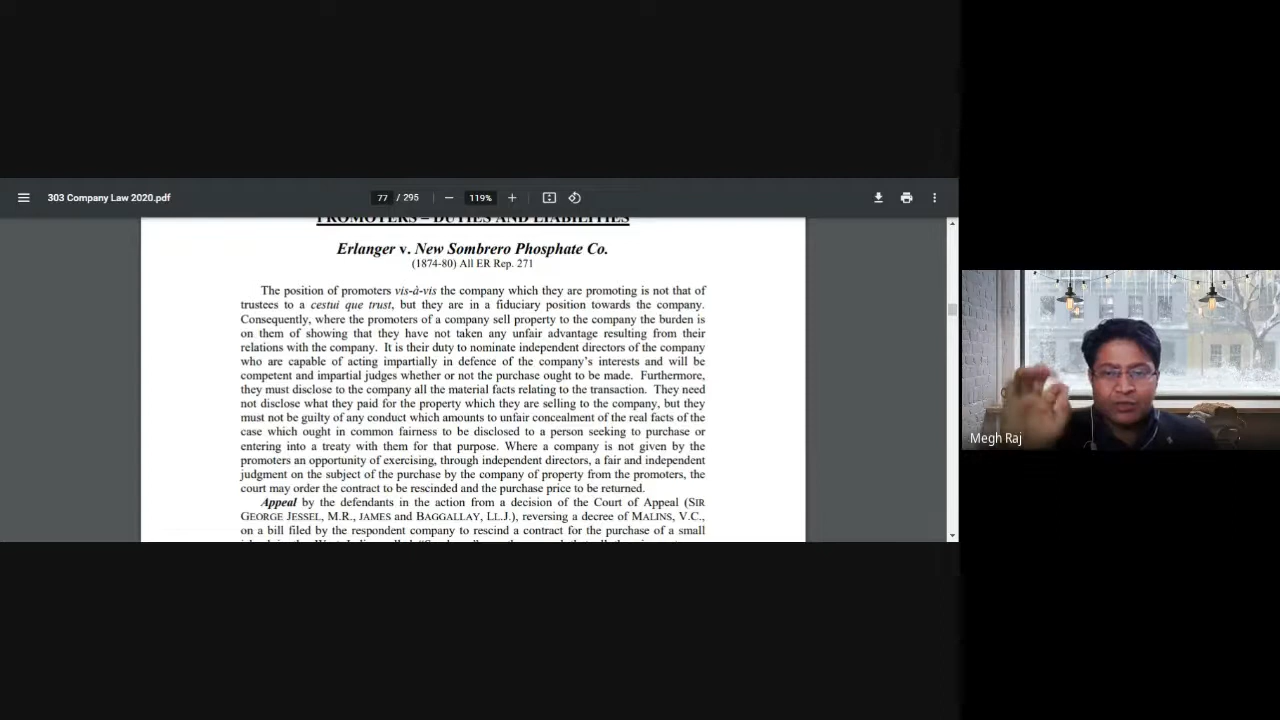 303 Company Law 2020.pdf
77 / 295
119%
PROMOTERS – DUTIES AND LIABILITIES
Erlanger v. New Sombrero Phosphate Co.
(1874-80) All ER Rep. 271
The position of promoters vis-à-vis the company which they are promoting is not that of
trustees to a cestui que trust, but they are in a fiduciary position towards the company.
Consequently, where the promoters of a company sell property to the company the burden is
on them of showing that they have not taken any unfair advantage resulting from their
relations with the company. It is their duty to nominate independent directors of the company
who are capable of acting impartially in defence of the company's interests and will be
competent and impartial judges whether or not the purchase ought to be made. Furthermore,
they must disclose to the company all the material facts relating to the transaction. They need
not disclose what they paid for the property which they are selling to the company, but they
must not be guilty of any conduct which amounts to unfair concealment of the real facts of the
case which ought in common fairness to be disclosed to a person seeking to purchase or
entering into a treaty with them for that purpose. Where a company is not given by the
promoters an opportunity of exercising, through independent directors, a fair and independent
judgment on the subject of the purchase by the company of property from the promoters, the
court may order the contract to be rescinded and the purchase price to be returned.
Appeal by the defendants in the action from a decision of the Court of Appeal (SIR
GEORGE JESSEL, M.R., JAMES and BAGGALLAY, LL.J.), reversing a decree of MALINS, V.C.,
on a bill filed by the respondent company to rescind a contract for the purchase of a small
Megh Raj